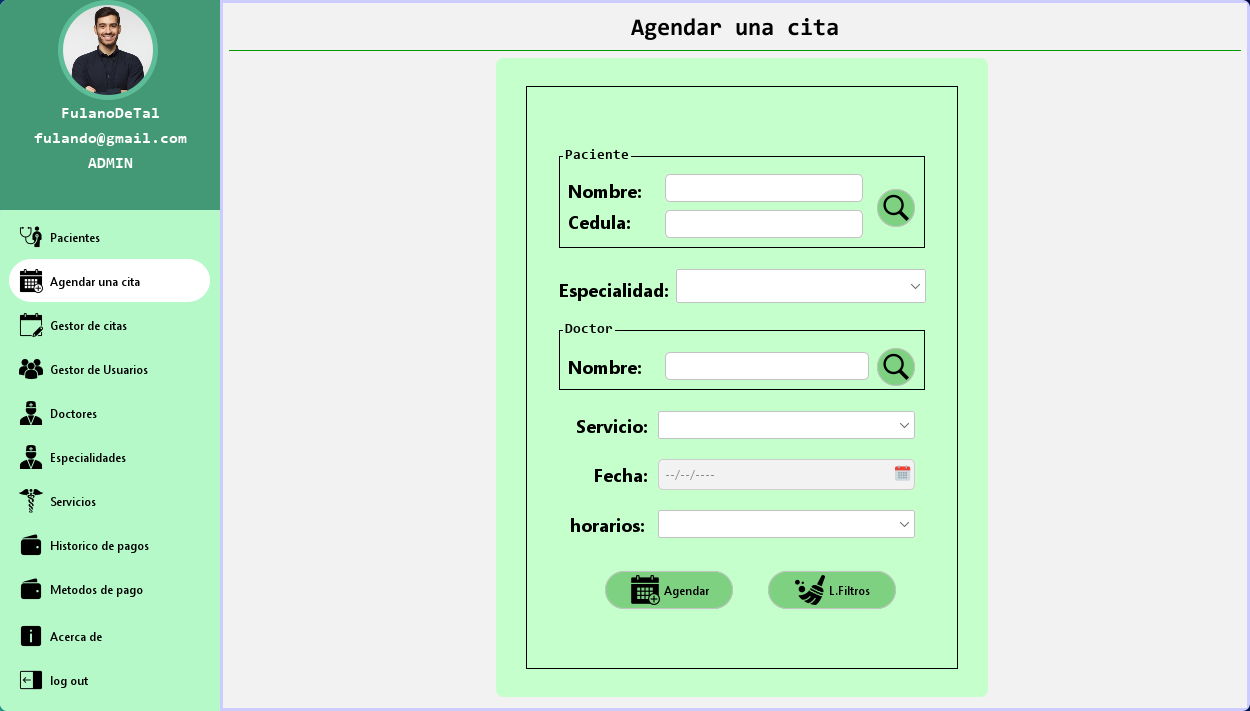 FulanoDeTal
fulando@gmail.com
ADMIN
Pacientes
Agendar una cita
Gestor de citas
Gestor de Usuarios
Doctores
Especialidades
Servicios
Historico de pagos
Metodos de pago
Acerca de
log out
Agendar una cita
Paciente
Nombre:
Cedula:
Especialidad:
Doctor
Nombre:
Servicio:
Fecha: --/--/----
horarios:
Agendar L.Filtros